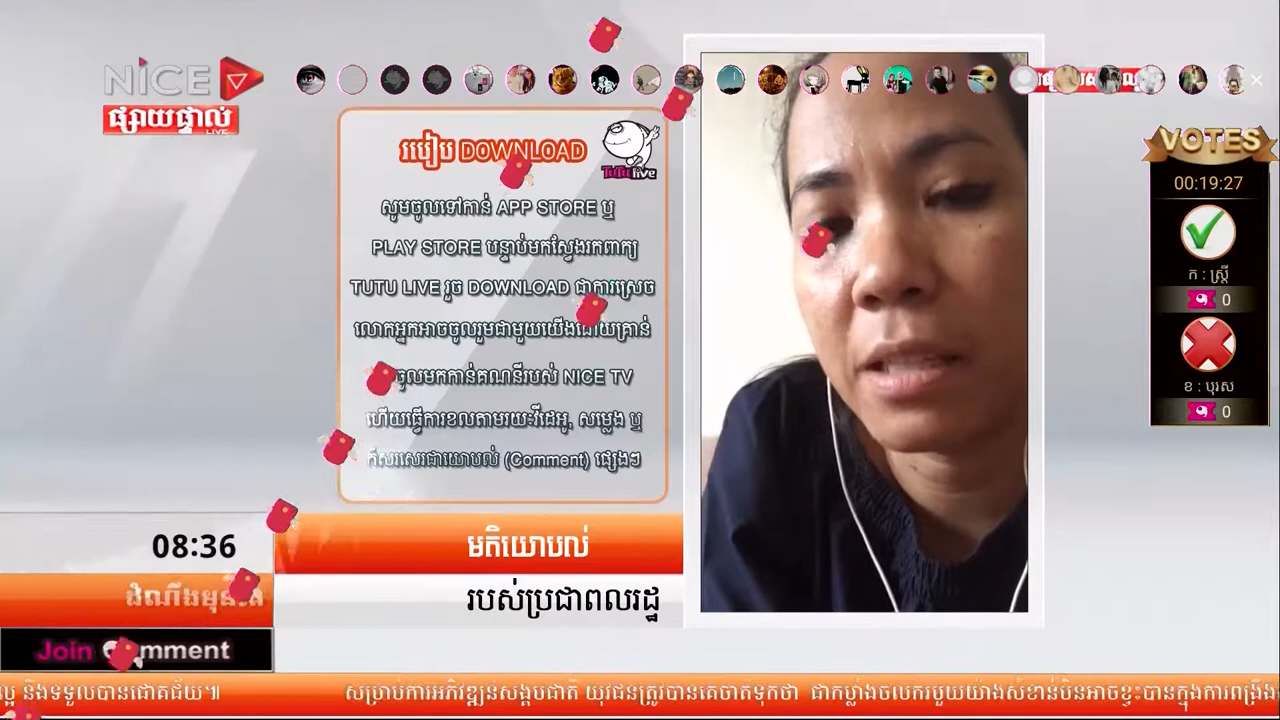 NiCE
ផ្សាយផ្ទាល់
LIVE
របៀប DOWNLOAD
TUTU live
សូមចូលទៅកាន់ APP STORE ឬ
PLAY STORE បន្ទាប់មកស្វែងរកពាក្យ
TUTU LIVE រួច DOWNLOAD ជាការស្រេច
លោកអ្នកអាចចូលរួមជាមួយយើងដោយគ្រាន់
ចូលមកកាន់គណនីរបស់ NICE TV
ហើយធ្វើការខលតាមរយៈវីដេអូ, សម្លេង ឬ
ក៏សរសេរជាយោបល់ (Comment) ផ្សេងៗ
VOTES
00:19:27
ក : ស្ត្រី
0
ខ : បុរស
0
08:36
មតិយោបល់
របស់ប្រជាពលរដ្ឋ
Join mment
និងទទួលបានជោគជ័យ៕ សម្រាប់ការអភិវឌ្ឍន៍សង្គមជាតិ យុវជនត្រូវបានគេចាត់ទុកថា ជាកម្លាំងចលករមួយយ៉ាងសំខាន់មិនអាចខ្វះបានក្នុងការពង្រឹង